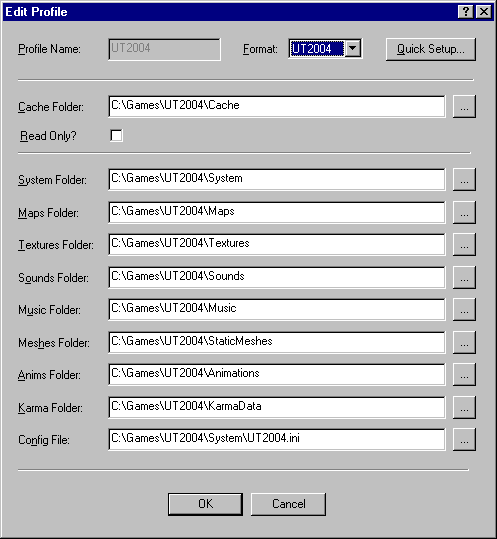 Edit Profile
Profile Name: UT2004 Format: UT2004 Quick Setup...
Cache Folder: C:\Games\UT2004\Cache ...
Read Only?
System Folder: C:\Games\UT2004\System ...
Maps Folder: C:\Games\UT2004\Maps ...
Textures Folder: C:\Games\UT2004\Textures ...
Sounds Folder: C:\Games\UT2004\Sounds ...
Music Folder: C:\Games\UT2004\Music ...
Meshes Folder: C:\Games\UT2004\StaticMeshes ...
Anims Folder: C:\Games\UT2004\Animations ...
Karma Folder: C:\Games\UT2004\KarmaData ...
Config File: C:\Games\UT2004\System\UT2004.ini ...
OK Cancel